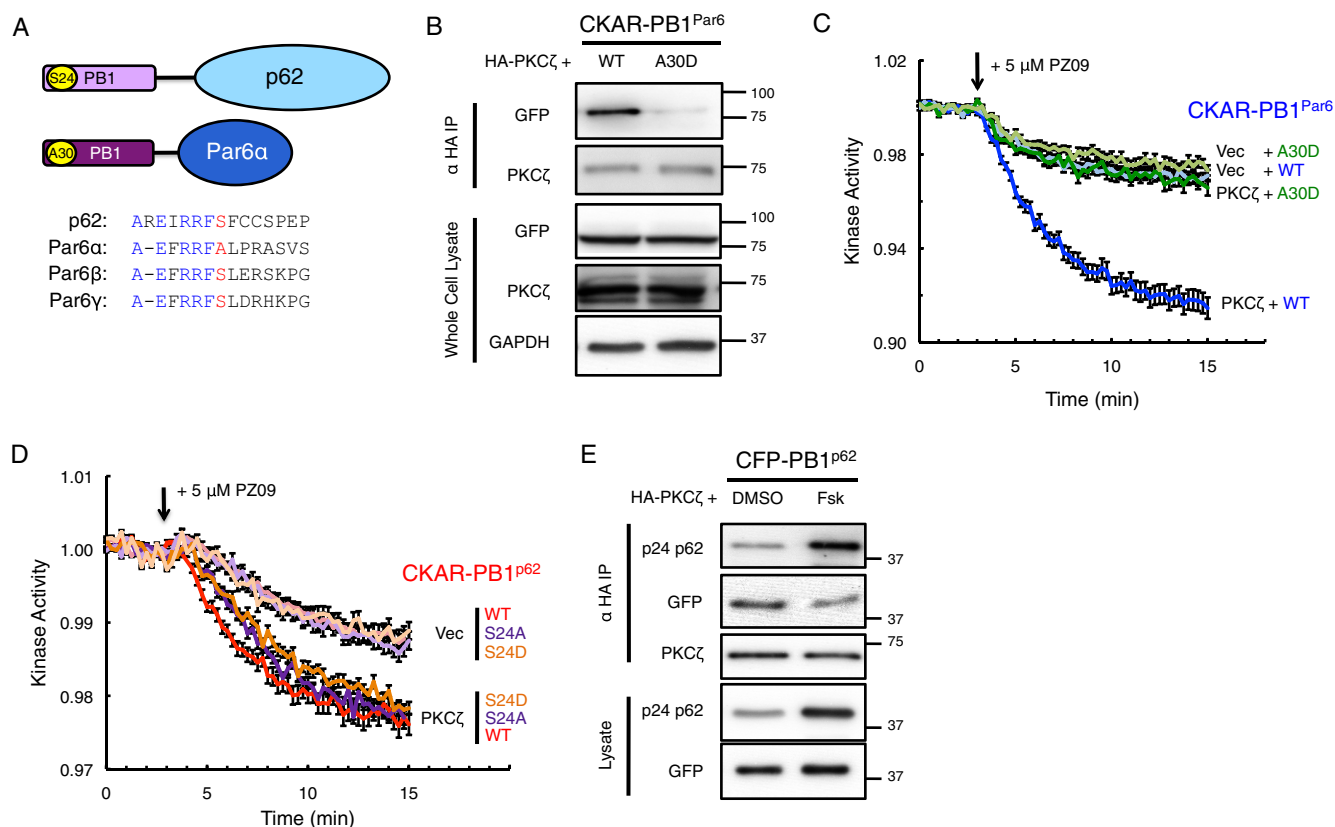 A
S24 PB1 p62
A30 PB1 Par6α
p62: AREIRRFSFCCSPEP
Par6α: A-EFRRFALPRASVS
Par6β: A-EFRRFSLERSKPG
Par6γ: A-EFRRFSLDRHKPG
B
CKAR-PB1Par6
HA-PKCζ + WT A30D
α HA IP
GFP 100 75
PKCζ 75
Whole Cell Lysate
GFP 100 75
PKCζ 75
GAPDH 37
C
+ 5 μM PZ09
CKAR-PB1Par6
Kinase Activity
1.02
0.98
0.94
0.90
Vec + A30D
Vec + WT
PKCζ + A30D
PKCζ + WT
0 5 10 15
Time (min)
D
+ 5 μM PZ09
CKAR-PB1p62
Kinase Activity
1.01
1.00
0.99
0.98
0.97
Vec
WT
S24A
S24D
PKCζ
S24D
S24A
WT
0 5 10 15
Time (min)
E
CFP-PB1p62
HA-PKCζ + DMSO Fsk
α HA IP
p24 p62 37
GFP 37
PKCζ 75
Lysate
p24 p62 37
GFP 37